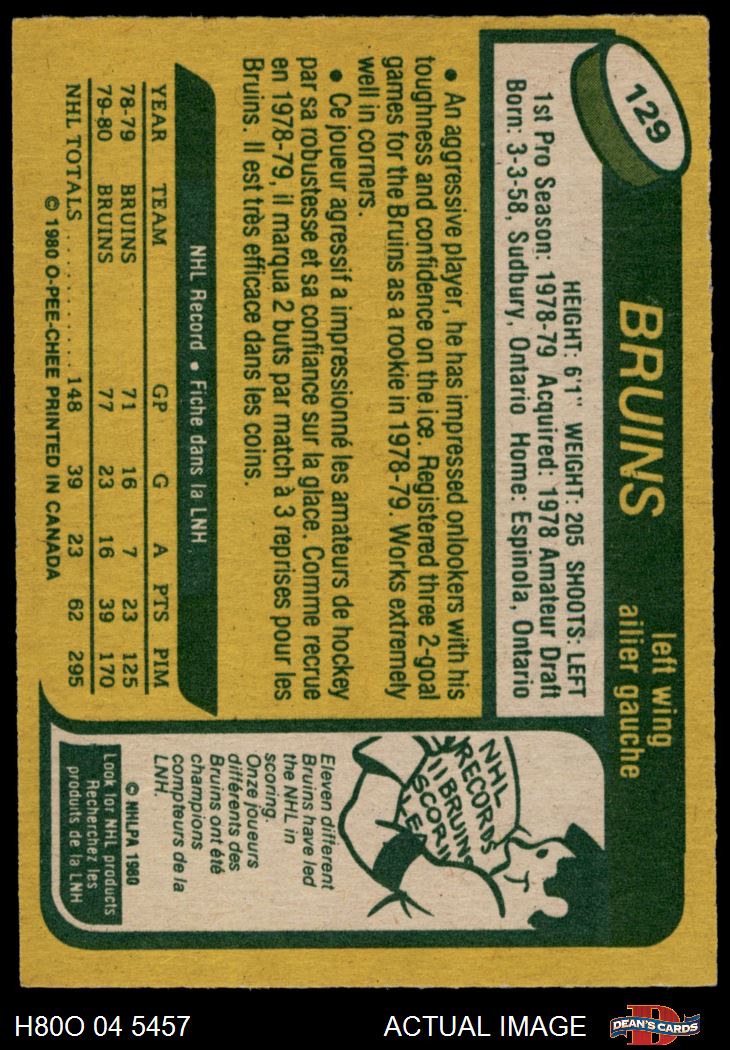 129
BRUINS
left wing
ailier gauche
HEIGHT: 6'1" WEIGHT: 205 SHOOTS: LEFT
1st Pro Season: 1978-79 Acquired: 1978 Amateur Draft
Born: 3-3-58, Sudbury, Ontario Home: Espinola, Ontario
• An aggressive player, he has impressed onlookers with his
toughness and confidence on the ice. Registered three 2-goal
games for the Bruins as a rookie in 1978-79. Works extremely
well in corners.
• Ce joueur agressif a impressionné les amateurs de hockey
par sa robustesse et sa confiance sur la glace. Comme recrue
en 1978-79, il marqua 2 buts par match à 3 reprises pour les
Bruins. Il est très efficace dans les coins.
NHL Record • Fiche dans la LNH
YEAR TEAM GP G A PTS PIM
78-79 BRUINS 71 16 7 23 125
79-80 BRUINS 77 23 16 39 170
NHL TOTALS .......... 148 39 23 62 295
© 1980 O-PEE-CHEE PRINTED IN CANADA
NHL
RECORDS
11 BRUINS
SCORI
LEA
Eleven different
Bruins have led
the NHL in
scoring.
Onze joueurs
différents des
Bruins ont été
champions
compteurs de la
LNH.
© NHLPA 1980
Look for NHL products
Recherchez les
produits de la LNH
H80O 04 5457
ACTUAL IMAGE
D
DEAN'S CARDS